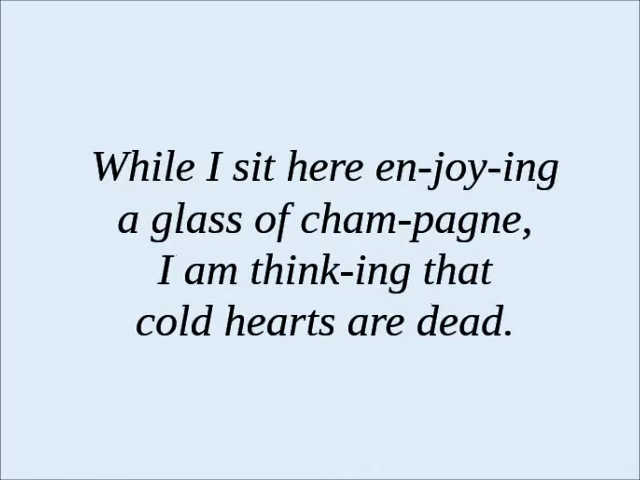 While I sit here en-joy-ing
a glass of cham-pagne,
I am think-ing that
cold hearts are dead.